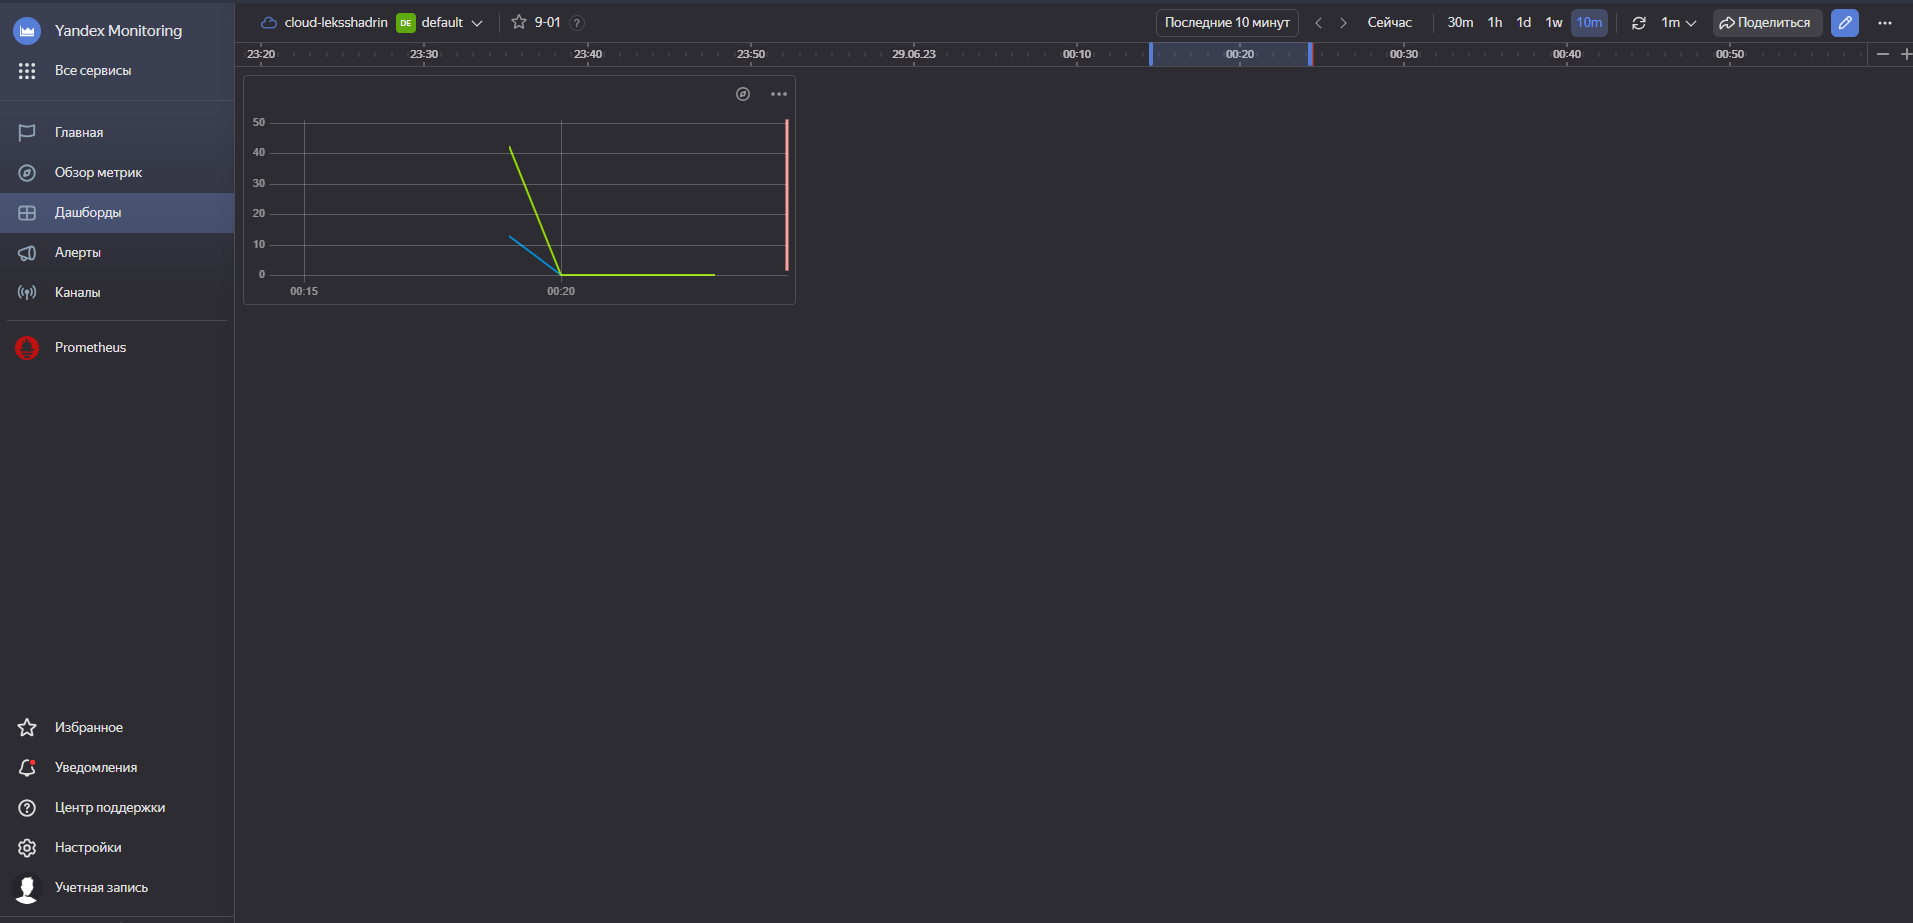 Yandex Monitoring
Все сервисы
Главная
Обзор метрик
Дашборды
Алерты
Каналы
Prometheus
Избранное
Уведомления
Центр поддержки
Настройки
Учетная запись
cloud-leksshadrin DE default 9-01 ? Последние 10 минут Сейчас 30m 1h 1d 1w 10m 1m Поделиться
23:20 23:30 23:40 23:50 29.06.23 00:10 00:20 00:30 00:40 00:50
50
40
30
20
10
0
00:15 00:20